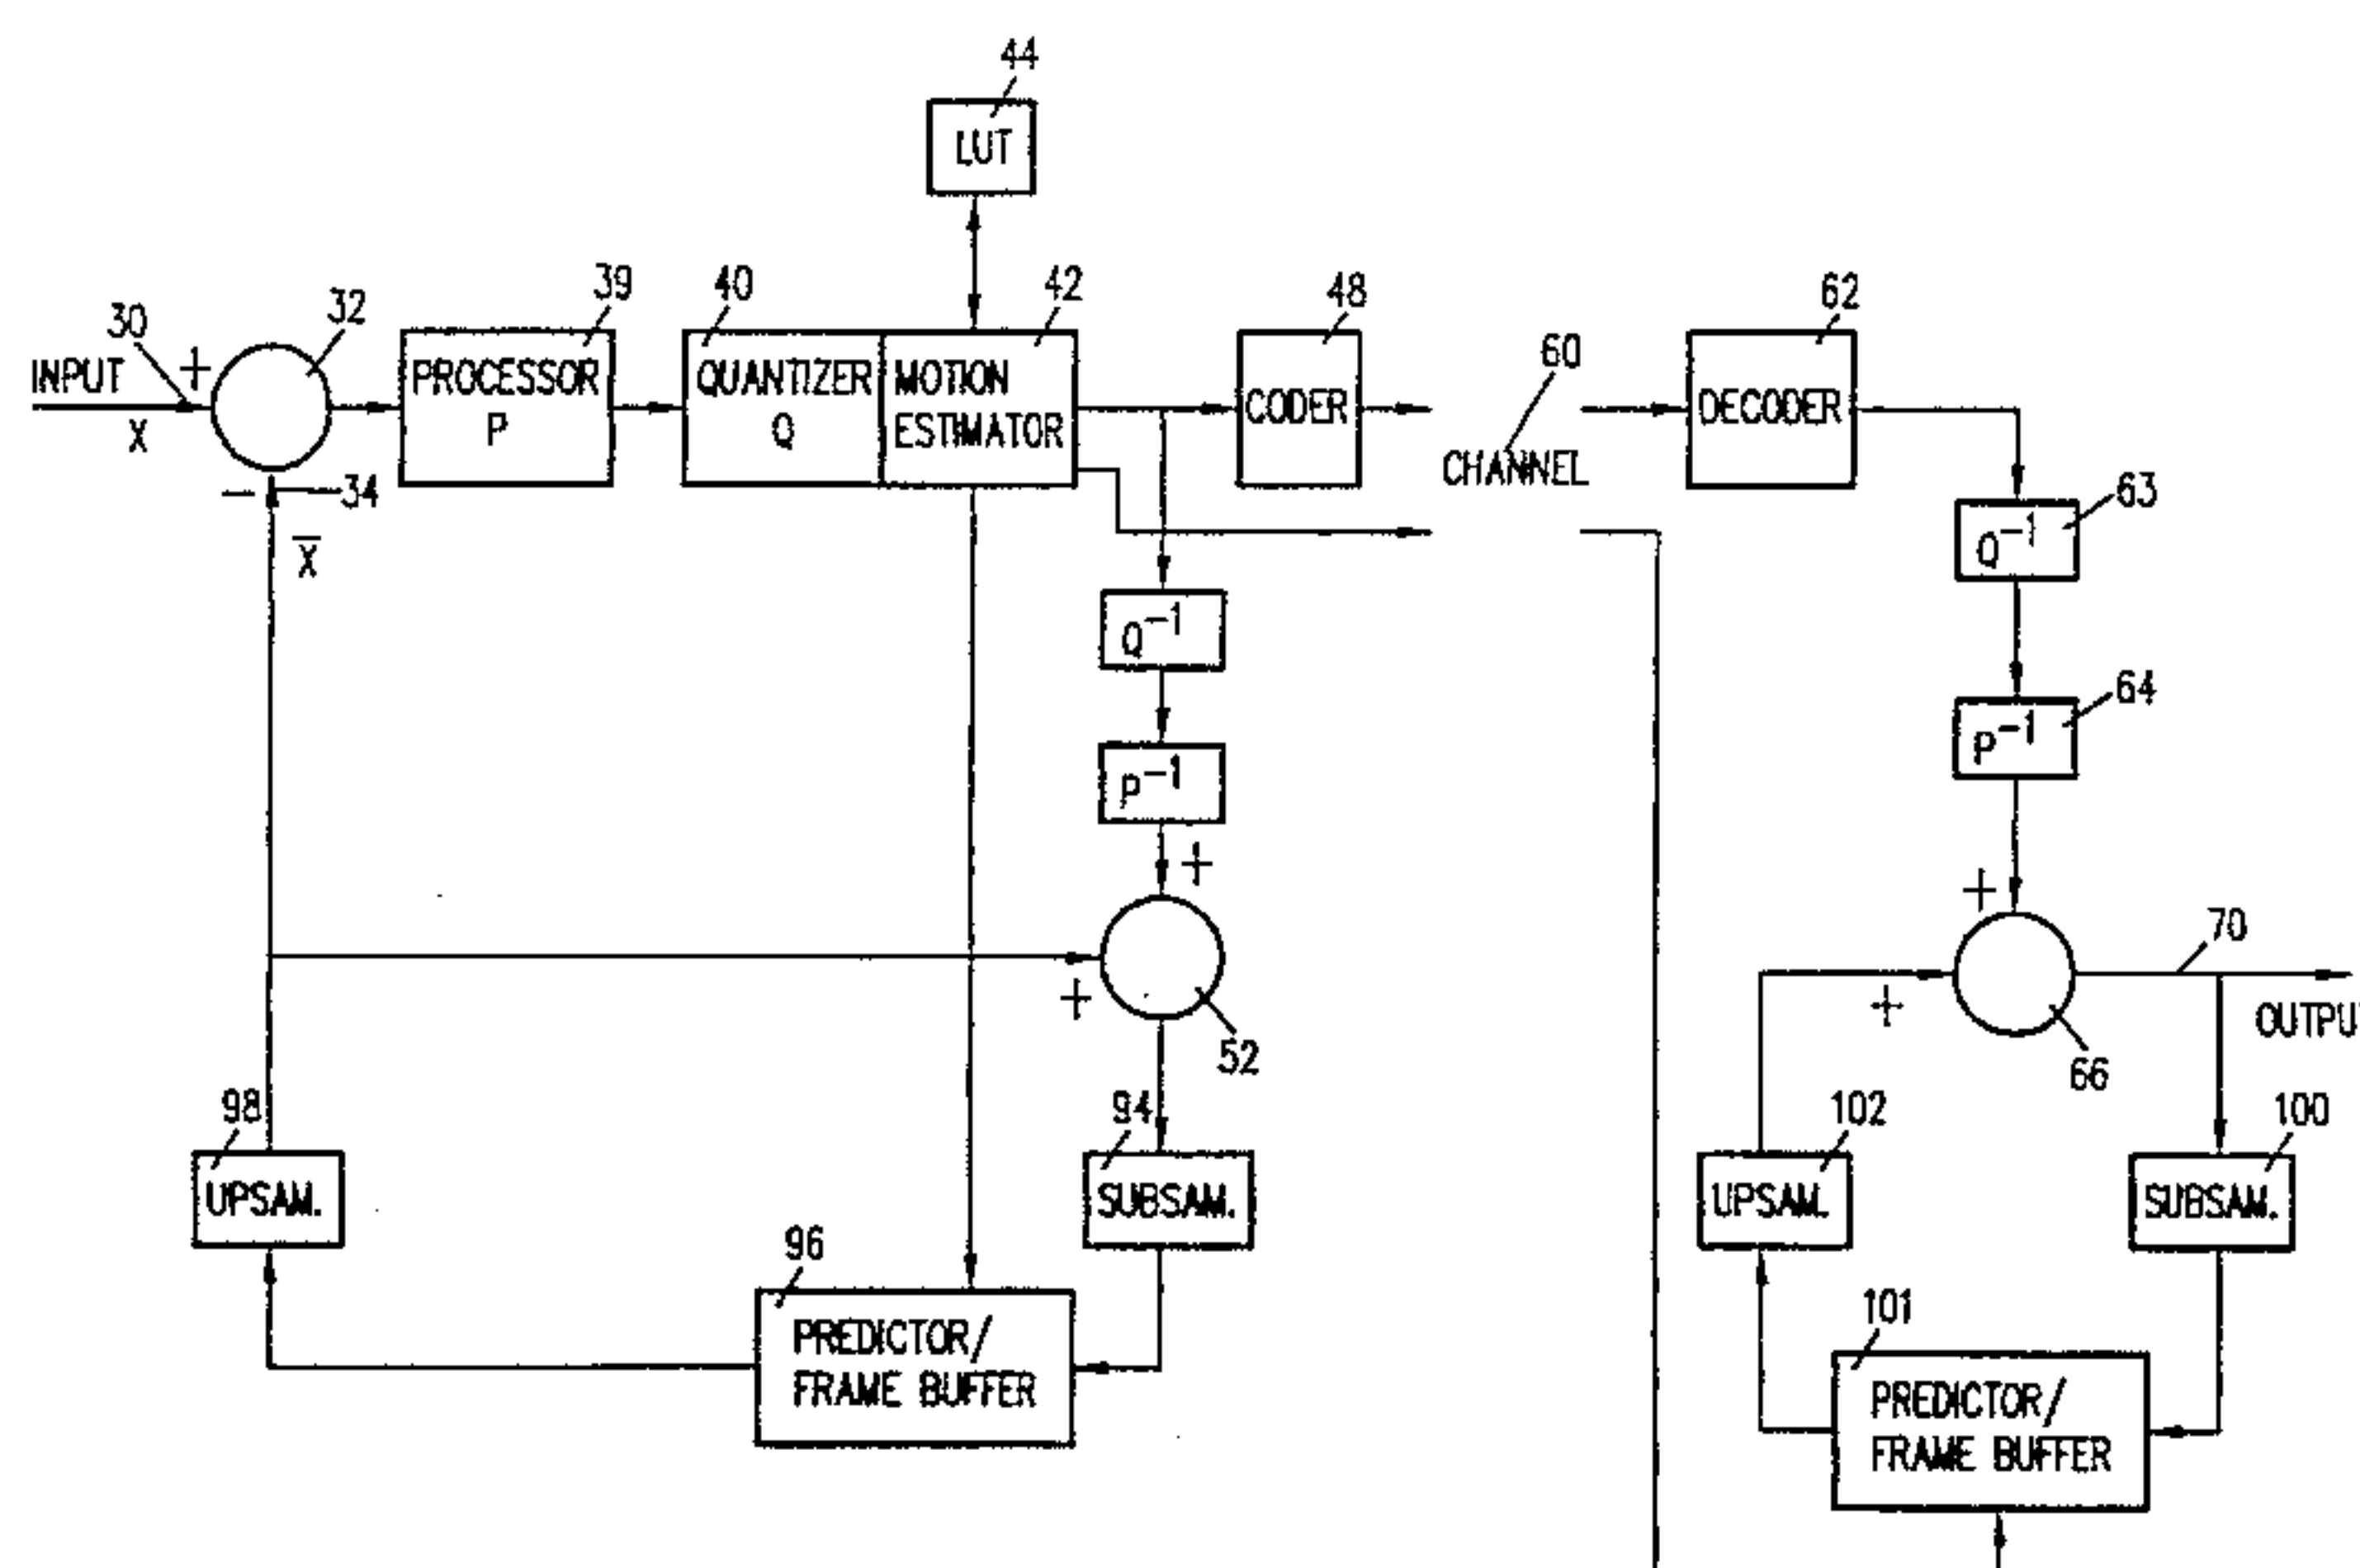 44
LUT
30
32
39
40
42
48
60
62
INPUT
+
X
PROCESSOR
P
QUANTIZER
Q
MOTION
ESTIMATOR
CODER
CHANNEL
DECODER
−
34
X̅
63
Q⁻¹
Q⁻¹
64
P⁻¹
P⁻¹
+
+
+
52
+
66
70
OUTPU
98
UPSAM.
94
SUBSAM.
102
UPSAM.
100
SUBSAM.
96
PREDICTOR/
FRAME BUFFER
101
PREDICTOR/
FRAME BUFFER